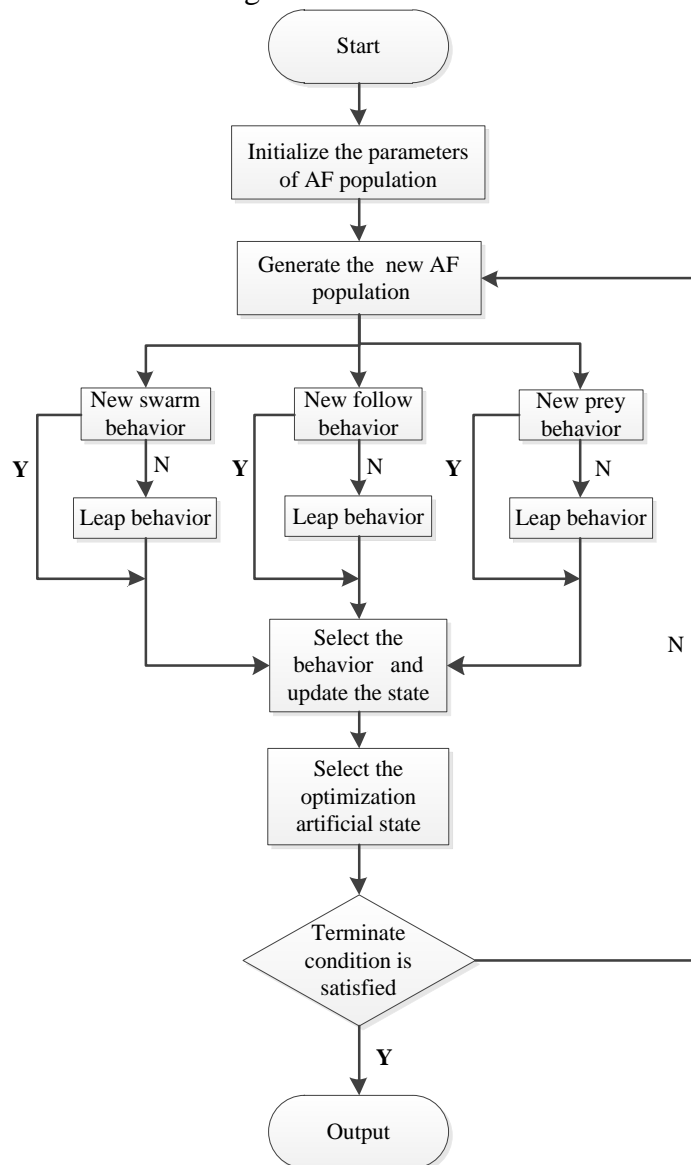 Start
Initialize the parameters
of AF population
Generate the new AF
population
New swarm
behavior
New follow
behavior
New prey
behavior
Y
N
Y
N
Y
N
Leap behavior
Leap behavior
Leap behavior
Select the
behavior and
update the state
N
Select the
optimization
artificial state
Terminate
condition is
satisfied
Y
Output